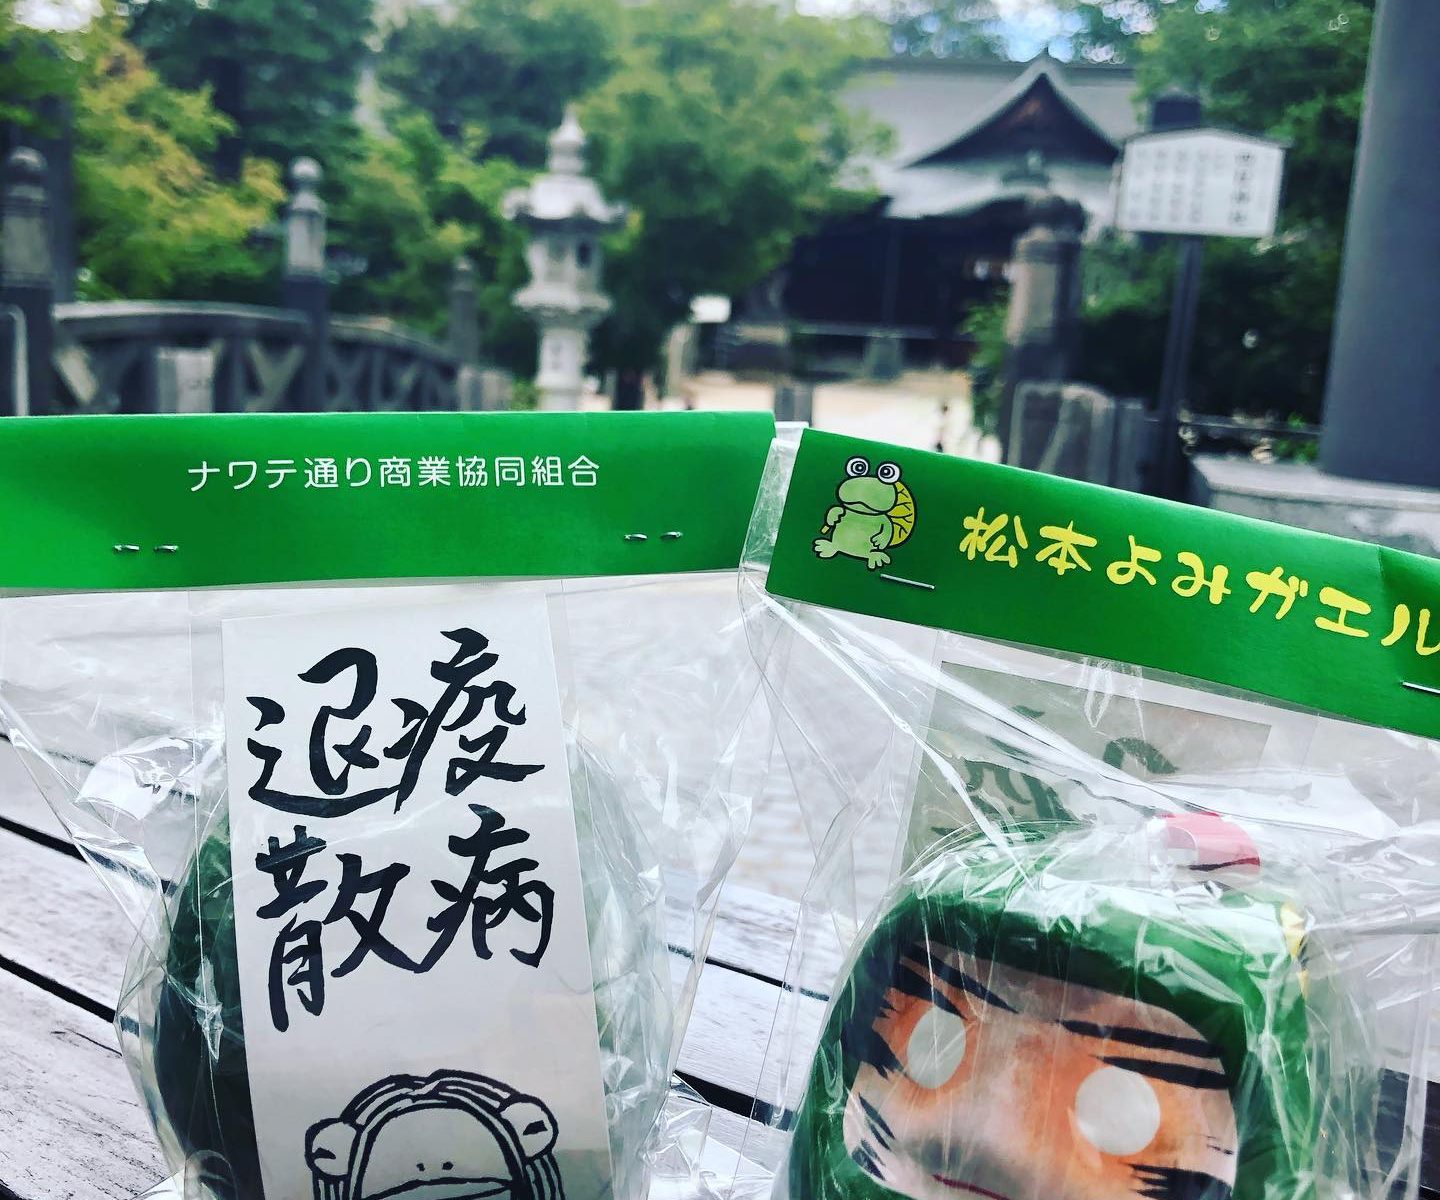 ナワテ通り商業協同組合
松本よみガエル
疫病
退散